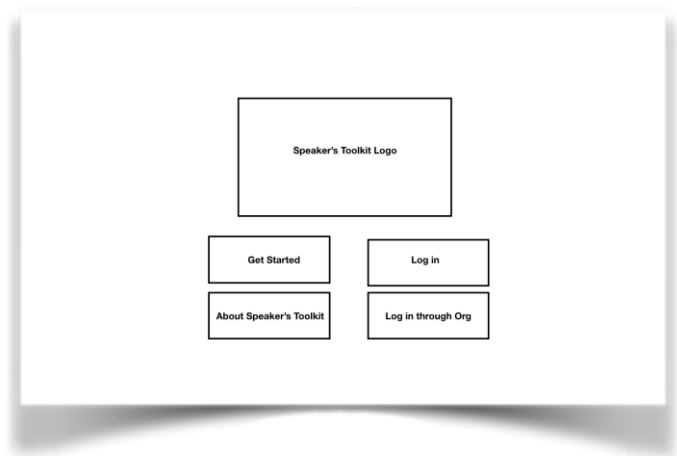 Speaker's Toolkit Logo
Get Started
Log in
About Speaker's Toolkit
Log in through Org